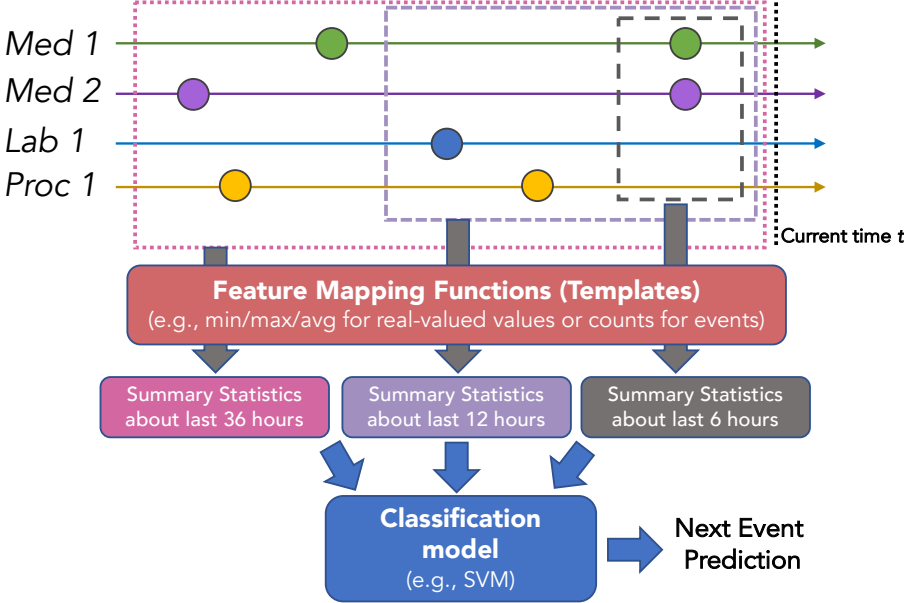 Med 1
Med 2
Lab 1
Proc 1
Current time t
Feature Mapping Functions (Templates)
(e.g., min/max/avg for real-valued values or counts for events)
Summary Statistics
about last 36 hours
Summary Statistics
about last 12 hours
Summary Statistics
about last 6 hours
Classification
model
(e.g., SVM)
Next Event
Prediction